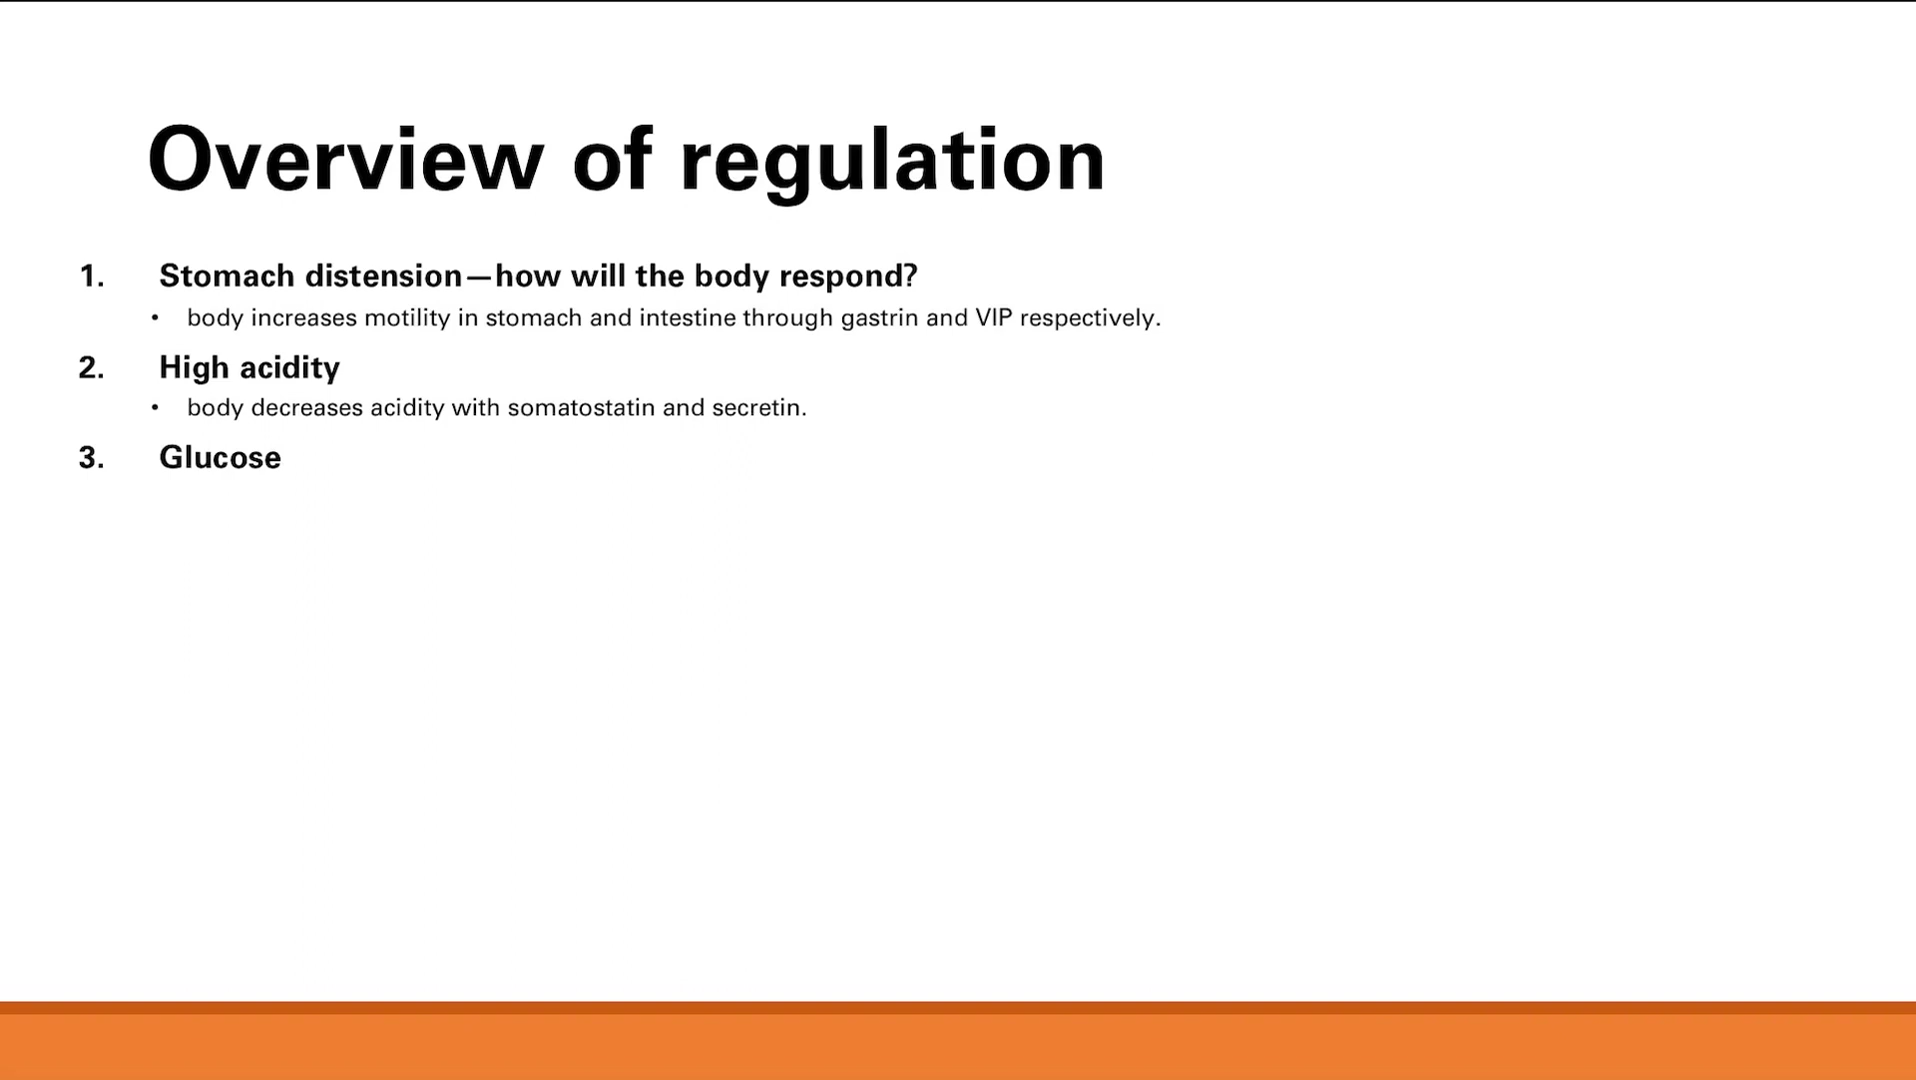 Overview of regulation
1. Stomach distension—how will the body respond?
• body increases motility in stomach and intestine through gastrin and VIP respectively.
2. High acidity
• body decreases acidity with somatostatin and secretin.
3. Glucose